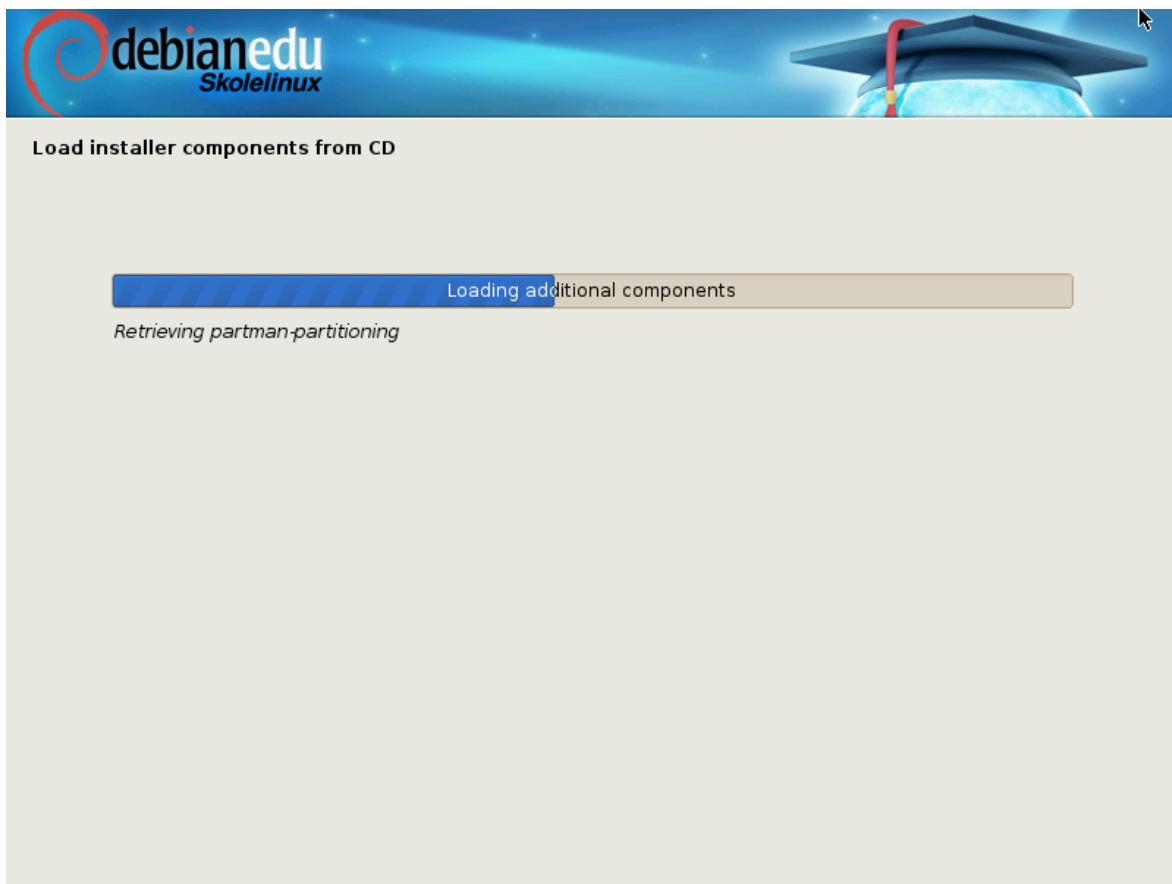 debianedu
Skolelinux
Load installer components from CD
Loading additional components
Retrieving partman-partitioning